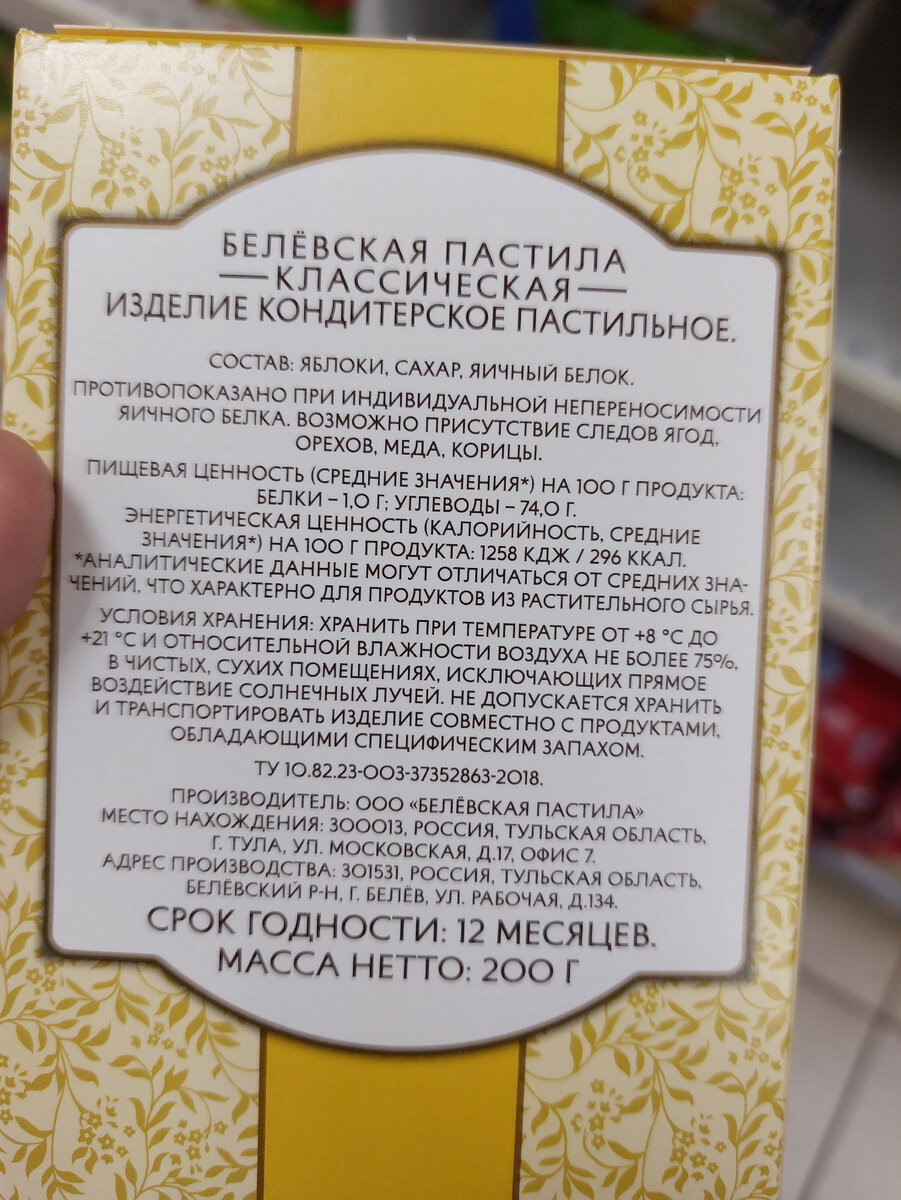 БЕЛЁВСКАЯ ПАСТИЛА
—КЛАССИЧЕСКАЯ—
ИЗДЕЛИЕ КОНДИТЕРСКОЕ ПАСТИЛЬНОЕ.
СОСТАВ: ЯБЛОКИ, САХАР, ЯИЧНЫЙ БЕЛОК.
ПРОТИВОПОКАЗАНО ПРИ ИНДИВИДУАЛЬНОЙ НЕПЕРЕНОСИМОСТИ
ЯИЧНОГО БЕЛКА. ВОЗМОЖНО ПРИСУТСТВИЕ СЛЕДОВ ЯГОД,
ОРЕХОВ, МЕДА, КОРИЦЫ.
ПИЩЕВАЯ ЦЕННОСТЬ (СРЕДНИЕ ЗНАЧЕНИЯ*) НА 100 Г ПРОДУКТА:
БЕЛКИ – 1,0 Г; УГЛЕВОДЫ – 74,0 Г.
ЭНЕРГЕТИЧЕСКАЯ ЦЕННОСТЬ (КАЛОРИЙНОСТЬ, СРЕДНИЕ
ЗНАЧЕНИЯ*) НА 100 Г ПРОДУКТА: 1258 КДЖ / 296 ККАЛ.
*АНАЛИТИЧЕСКИЕ ДАННЫЕ МОГУТ ОТЛИЧАТЬСЯ ОТ СРЕДНИХ ЗНА-
ЧЕНИЙ, ЧТО ХАРАКТЕРНО ДЛЯ ПРОДУКТОВ ИЗ РАСТИТЕЛЬНОГО СЫРЬЯ.
УСЛОВИЯ ХРАНЕНИЯ: ХРАНИТЬ ПРИ ТЕМПЕРАТУРЕ ОТ +8 °С ДО
+21 °С И ОТНОСИТЕЛЬНОЙ ВЛАЖНОСТИ ВОЗДУХА НЕ БОЛЕЕ 75%,
В ЧИСТЫХ, СУХИХ ПОМЕЩЕНИЯХ, ИСКЛЮЧАЮЩИХ ПРЯМОЕ
ВОЗДЕЙСТВИЕ СОЛНЕЧНЫХ ЛУЧЕЙ. НЕ ДОПУСКАЕТСЯ ХРАНИТЬ
И ТРАНСПОРТИРОВАТЬ ИЗДЕЛИЕ СОВМЕСТНО С ПРОДУКТАМИ,
ОБЛАДАЮЩИМИ СПЕЦИФИЧЕСКИМ ЗАПАХОМ.
ТУ 10.82.23-003-37352863-2018.
ПРОИЗВОДИТЕЛЬ: ООО «БЕЛЁВСКАЯ ПАСТИЛА»
МЕСТО НАХОЖДЕНИЯ: 300013, РОССИЯ, ТУЛЬСКАЯ ОБЛАСТЬ,
Г. ТУЛА, УЛ. МОСКОВСКАЯ, Д.17, ОФИС 7.
АДРЕС ПРОИЗВОДСТВА: 301531, РОССИЯ, ТУЛЬСКАЯ ОБЛАСТЬ,
БЕЛЁВСКИЙ Р-Н, Г. БЕЛЁВ, УЛ. РАБОЧАЯ, Д.134.
СРОК ГОДНОСТИ: 12 МЕСЯЦЕВ.
МАССА НЕТТО: 200 Г